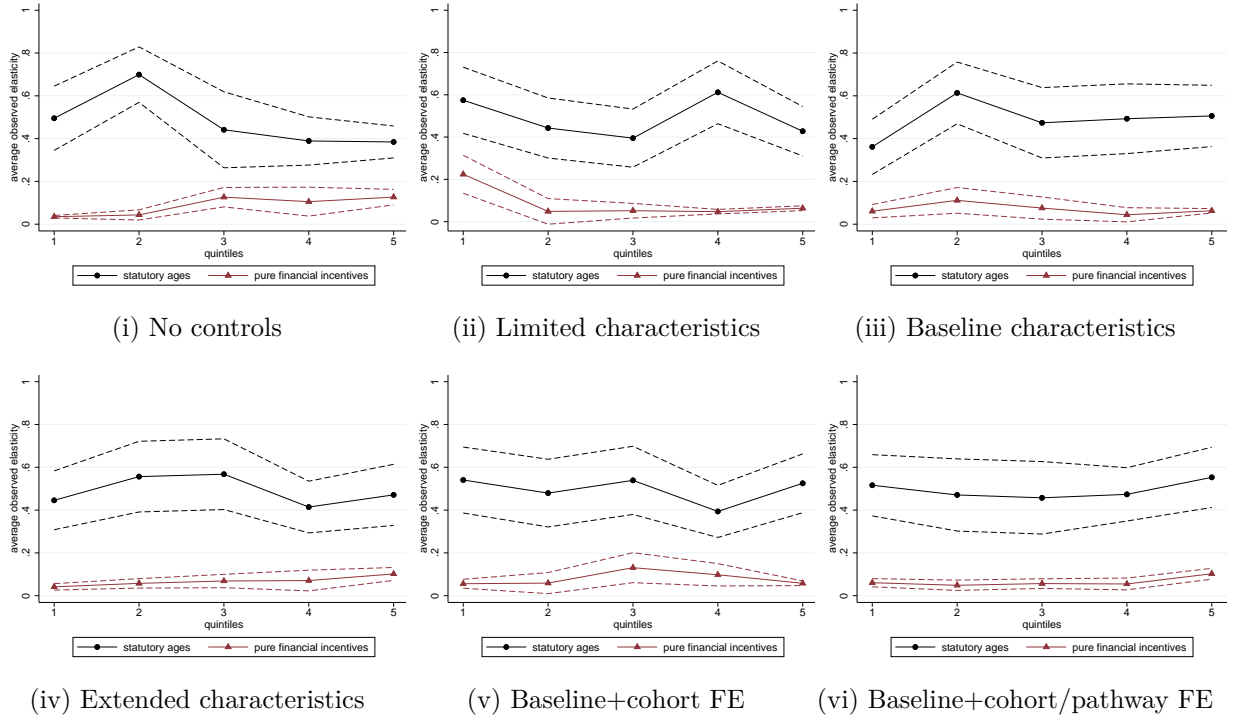 average observed elasticity
0 .2 .4 .6 .8 1
1 2 3 4 5
quintiles
statutory ages pure financial incentives
(i) No controls
average observed elasticity
0 .2 .4 .6 .8 1
1 2 3 4 5
quintiles
statutory ages pure financial incentives
(ii) Limited characteristics
average observed elasticity
0 .2 .4 .6 .8 1
1 2 3 4 5
quintiles
statutory ages pure financial incentives
(iii) Baseline characteristics
average observed elasticity
0 .2 .4 .6 .8 1
1 2 3 4 5
quintiles
statutory ages pure financial incentives
(iv) Extended characteristics
average observed elasticity
0 .2 .4 .6 .8 1
1 2 3 4 5
quintiles
statutory ages pure financial incentives
(v) Baseline+cohort FE
average observed elasticity
0 .2 .4 .6 .8 1
1 2 3 4 5
quintiles
statutory ages pure financial incentives
(vi) Baseline+cohort/pathway FE